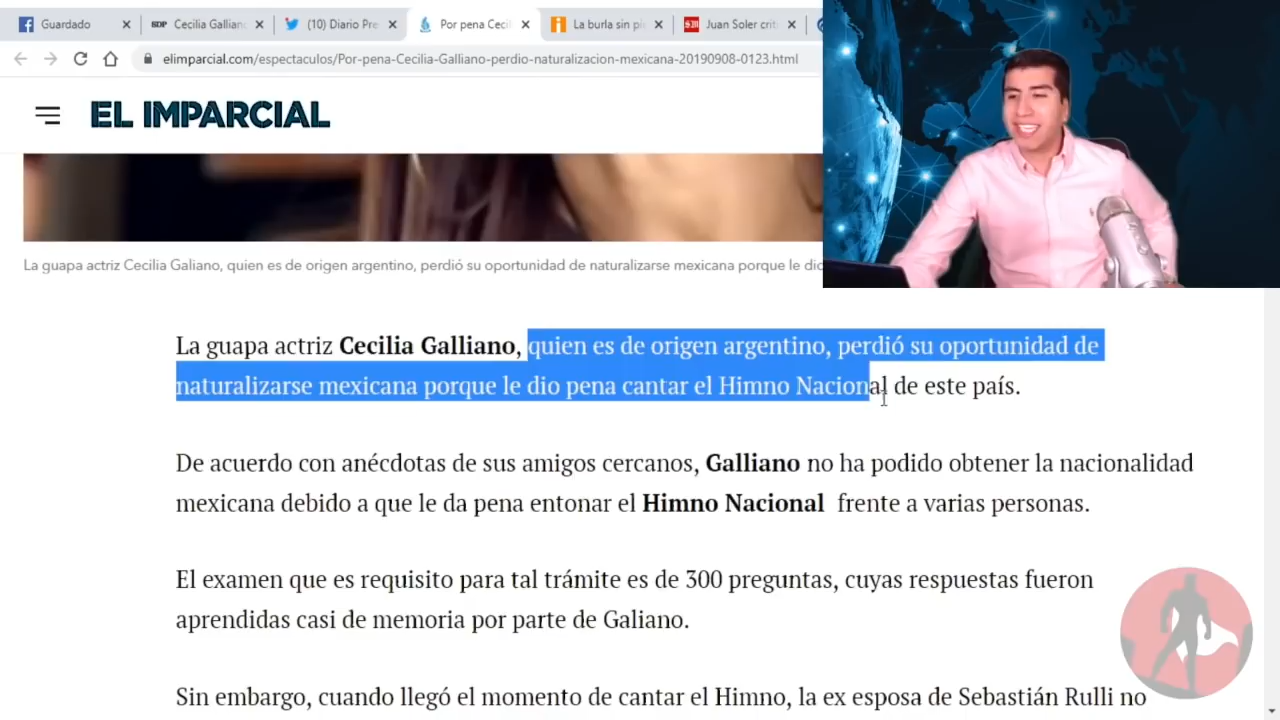 Guardado
SDP Cecilia Gallian
(10) Diario Pre
Por pena Ceci
La burla sin pi
SM Juan Soler crit
elimparcial.com/espectaculos/Por-pena-Cecilia-Galliano-perdio-naturalizacion-mexicana-20190908-0123.html
EL IMPARCIAL
La guapa actriz Cecilia Galiano, quien es de origen argentino, perdió su oportunidad de naturalizarse mexicana porque le dio
La guapa actriz Cecilia Galliano, quien es de origen argentino, perdió su oportunidad de
naturalizarse mexicana porque le dio pena cantar el Himno Nacional de este país.
De acuerdo con anécdotas de sus amigos cercanos, Galliano no ha podido obtener la nacionalidad
mexicana debido a que le da pena entonar el Himno Nacional frente a varias personas.
El examen que es requisito para tal trámite es de 300 preguntas, cuyas respuestas fueron
aprendidas casi de memoria por parte de Galiano.
Sin embargo, cuando llegó el momento de cantar el Himno, la ex esposa de Sebastián Rulli no